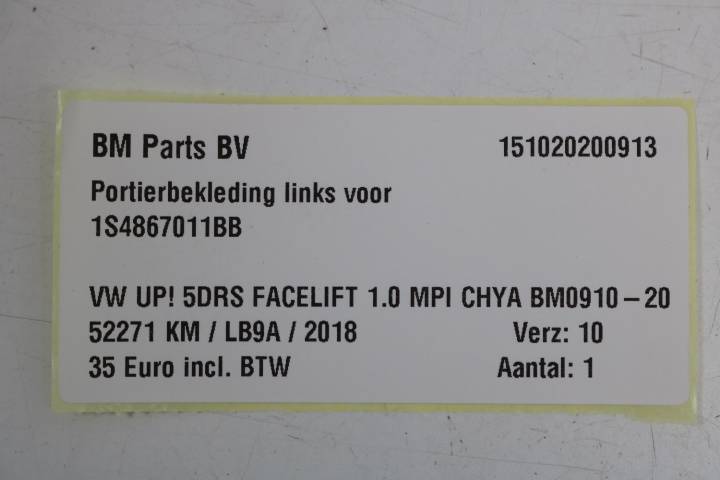 BM Parts BV 151020200913
Portierbekleding links voor
1S4867011BB
VW UP! 5DRS FACELIFT 1.0 MPI CHYA BM0910-20
52271 KM / LB9A / 2018 Verz: 10
35 Euro incl. BTW Aantal: 1